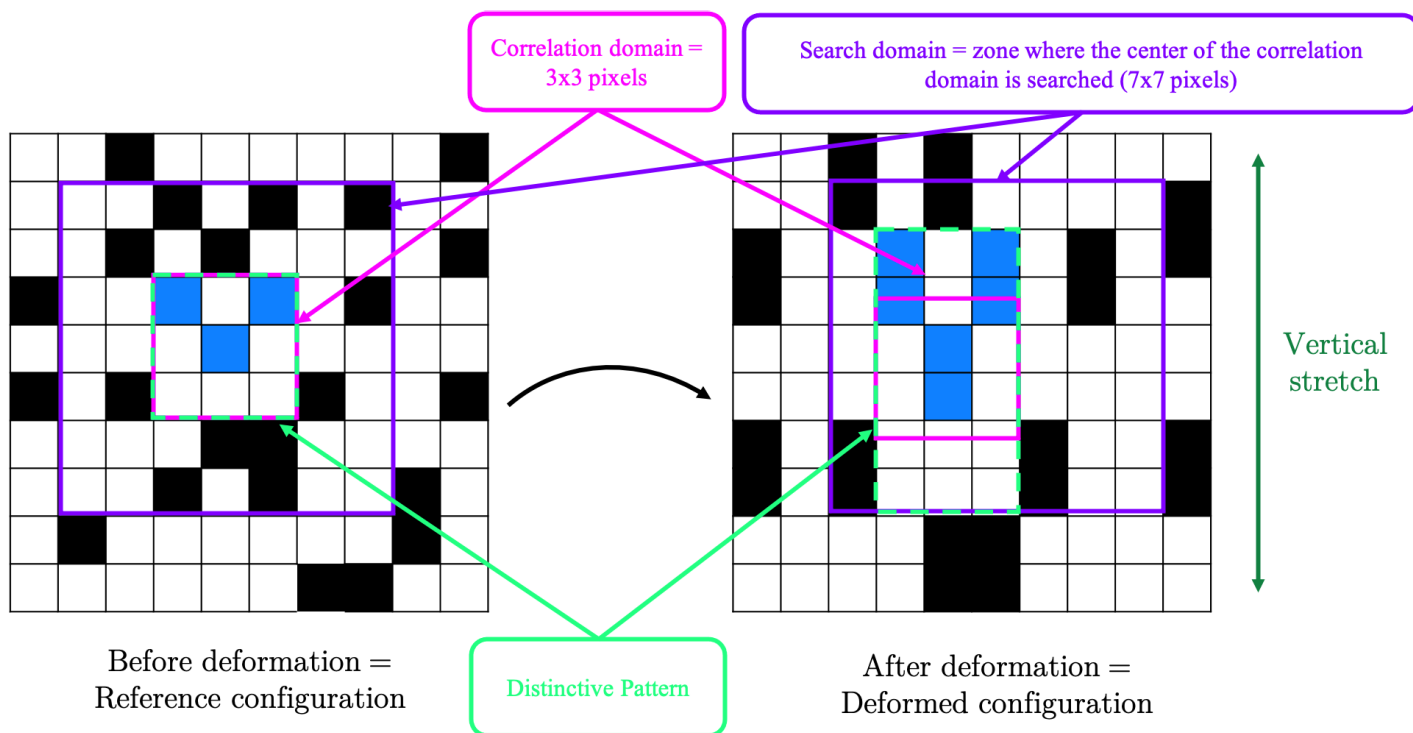 Correlation domain =
3x3 pixels
Search domain = zone where the center of the correlation
domain is searched (7x7 pixels)
Vertical
stretch
Before deformation =
Reference configuration
Distinctive Pattern
After deformation =
Deformed configuration